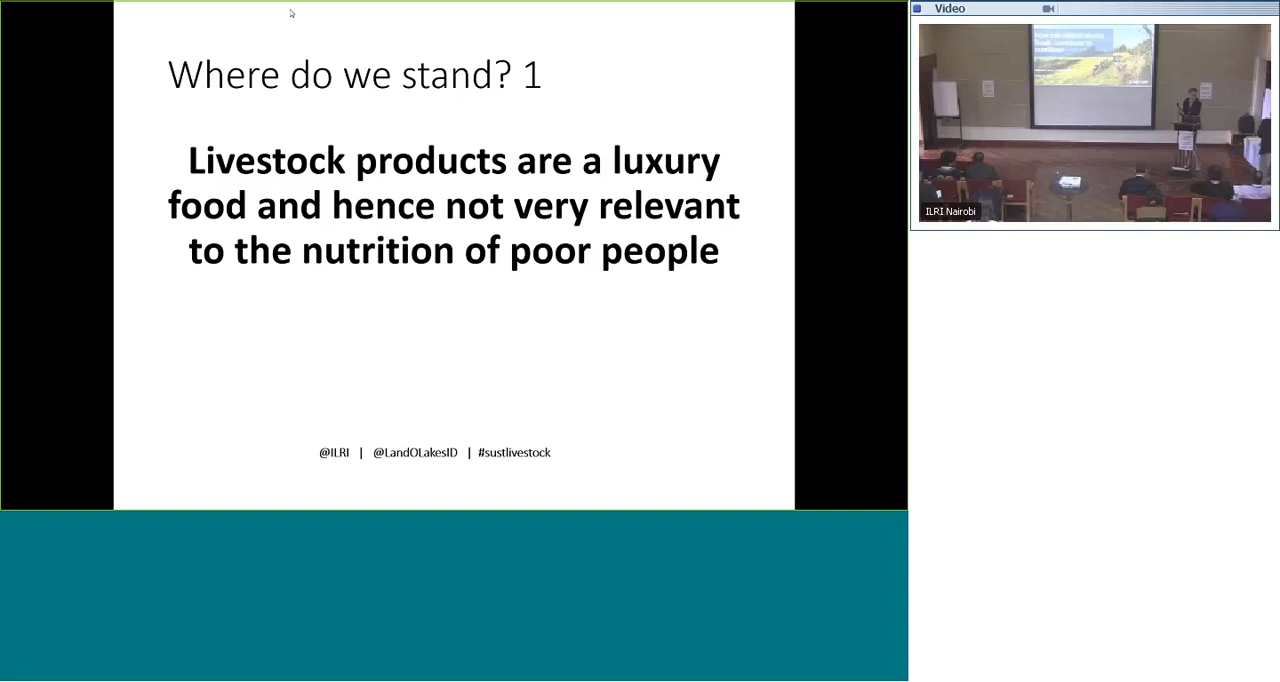 Where do we stand? 1
Livestock products are a luxury
food and hence not very relevant
to the nutrition of poor people
@ILRI | @LandOLakesID | #sustlivestock
Video
ILRI Nairobi